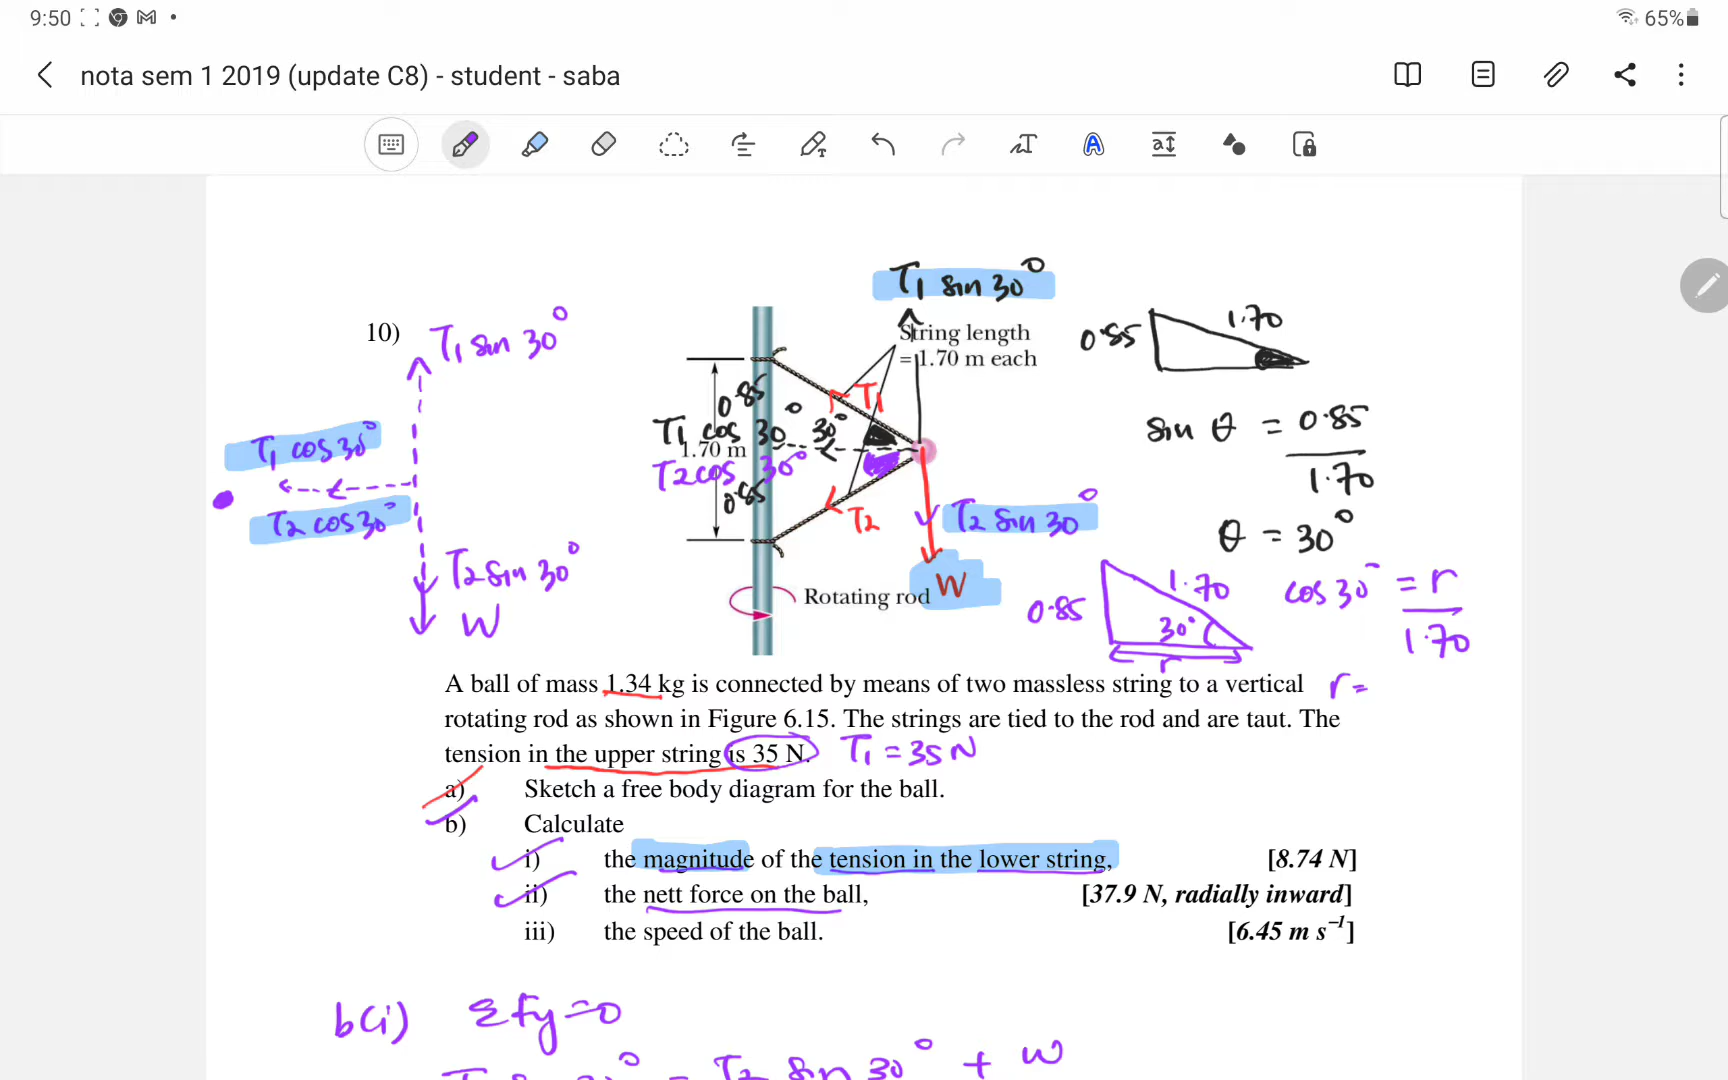 9:50
65%
nota sem 1 2019 (update C8) - student - saba
T1 sin 30°
10)
T1 sin 30°
String length
= 1.70 m each
0.85
1.70
T1
0.85
T1 cos 30°
30°
1.70 m
T2 cos 30°
0.85
T1 cos 30°
T2 cos 30°
sin θ = 0.85
1.70
θ = 30°
T2
T2 sin 30°
T2 sin 30°
W
W
Rotating rod
0.85
1.70
30°
r
cos 30° = r
1.70
A ball of mass 1.34 kg is connected by means of two massless string to a vertical
r =
rotating rod as shown in Figure 6.15. The strings are tied to the rod and are taut. The
tension in the upper string is 35 N.
T1 = 35 N
a) Sketch a free body diagram for the ball.
b) Calculate
i) the magnitude of the tension in the lower string, [8.74 N]
ii) the nett force on the ball, [37.9 N, radially inward]
iii) the speed of the ball. [6.45 m s⁻¹]
b(i) Σfy=0
T2 sin 30° + W